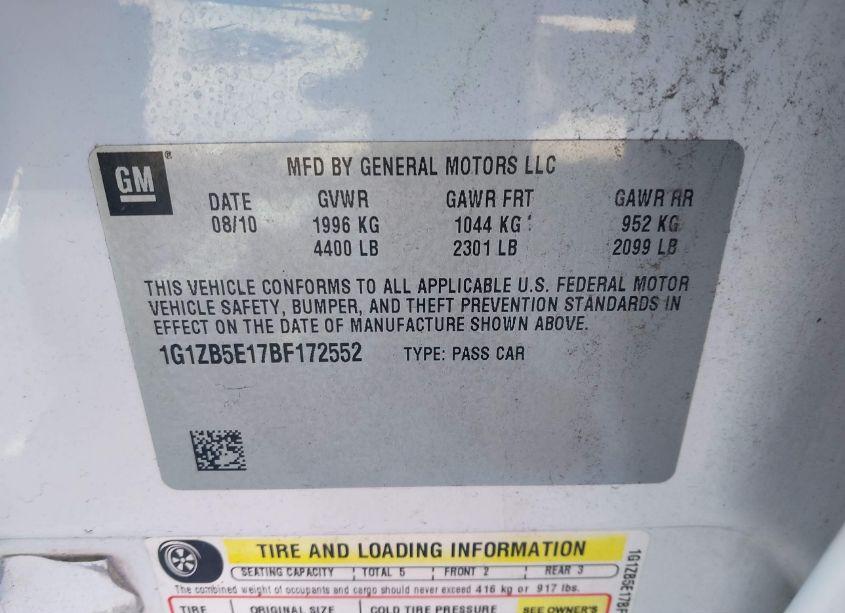 GM ® MFD BY GENERAL MOTORS LLC
DATE GVWR GAWR FRT GAWR RR
08/10 1996 KG 1044 KG 952 KG
4400 LB 2301 LB 2099 LB
THIS VEHICLE CONFORMS TO ALL APPLICABLE U.S. FEDERAL MOTOR
VEHICLE SAFETY, BUMPER, AND THEFT PREVENTION STANDARDS IN
EFFECT ON THE DATE OF MANUFACTURE SHOWN ABOVE.
1G1ZB5E17BF172552 TYPE: PASS CAR
TIRE AND LOADING INFORMATION
SEATING CAPACITY TOTAL 5 FRONT 2 REAR 3
The combined weight of occupants and cargo should never exceed 416 kg or 917 lbs.
TIRE ORIGINAL SIZE COLD TIRE PRESSURE SEE OWNER'S
1G1ZB5E17BF